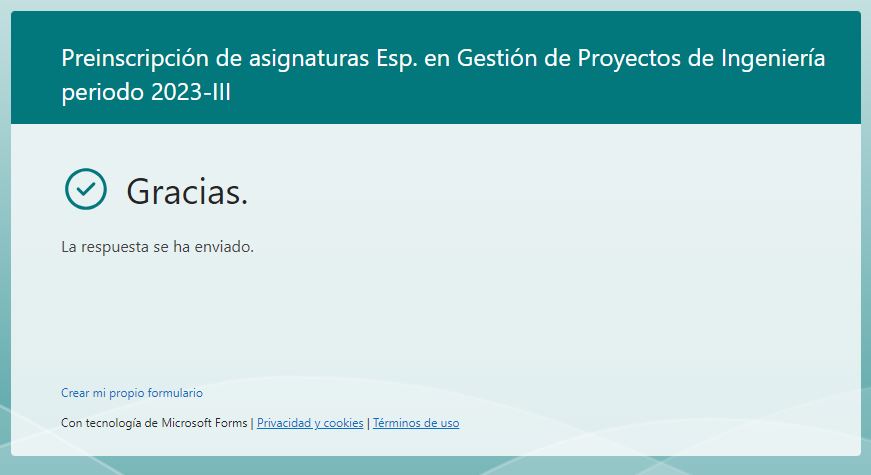 Preinscripción de asignaturas Esp. en Gestión de Proyectos de Ingeniería
periodo 2023-III
Gracias.
La respuesta se ha enviado.
Crear mi propio formulario
Con tecnología de Microsoft Forms | Privacidad y cookies | Términos de uso